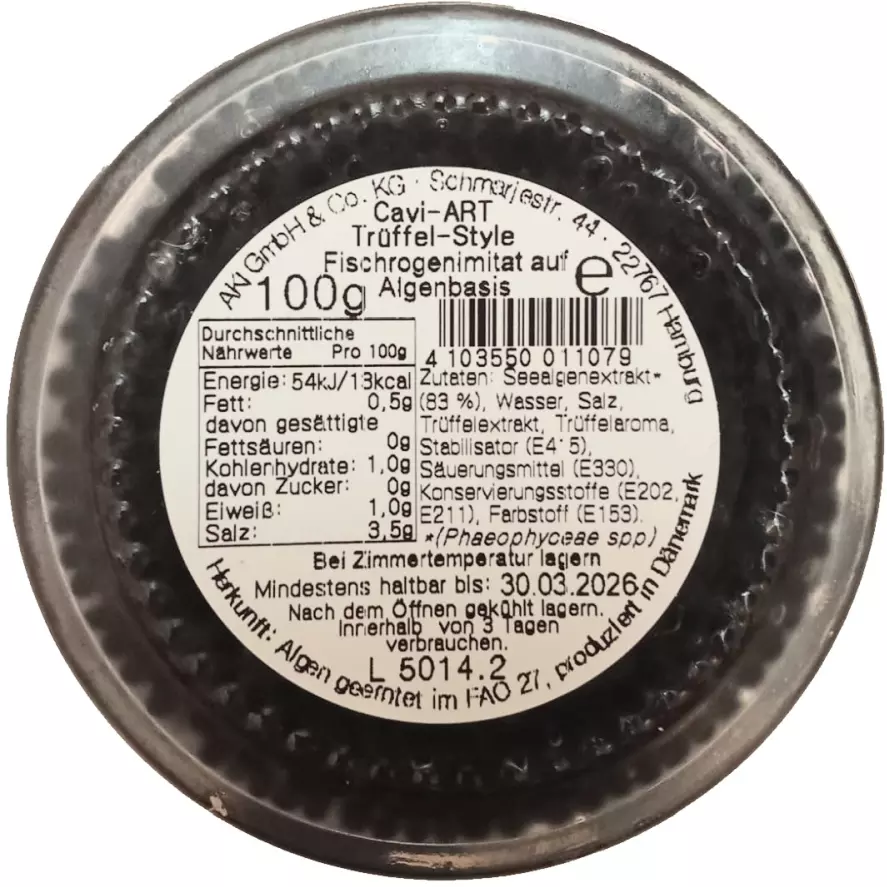 AKI GmbH & Co. KG · Schmarjestr. 44 · 22767 Hamburg
Cavi-ART
Trüffel-Style
Fischrogenimitat auf
Algenbasis
100g
e
4 103550 011079
Durchschnittliche
Nährwerte Pro 100g
Energie: 54kJ/13kcal
Fett: 0,5g
davon gesättigte
Fettsäuren: 0g
Kohlenhydrate: 1,0g
davon Zucker: 0g
Eiweiß: 1,0g
Salz: 3,5g
Zutaten: Seealgenextrakt*
(83 %), Wasser, Salz,
Trüffelextrakt, Trüffelaroma,
Stabilisator (E415),
Säuerungsmittel (E330),
Konservierungsstoffe (E202,
E211), Farbstoff (E153).
*(Phaeophyceae spp)
Bei Zimmertemperatur lagern
Mindestens haltbar bis: 30.03.2026
Nach dem Öffnen gekühlt lagern.
Innerhalb von 3 Tagen
verbrauchen.
L 5014.2
Herkunft: Algen geerntet im FAO 27, produziert in Dänemark